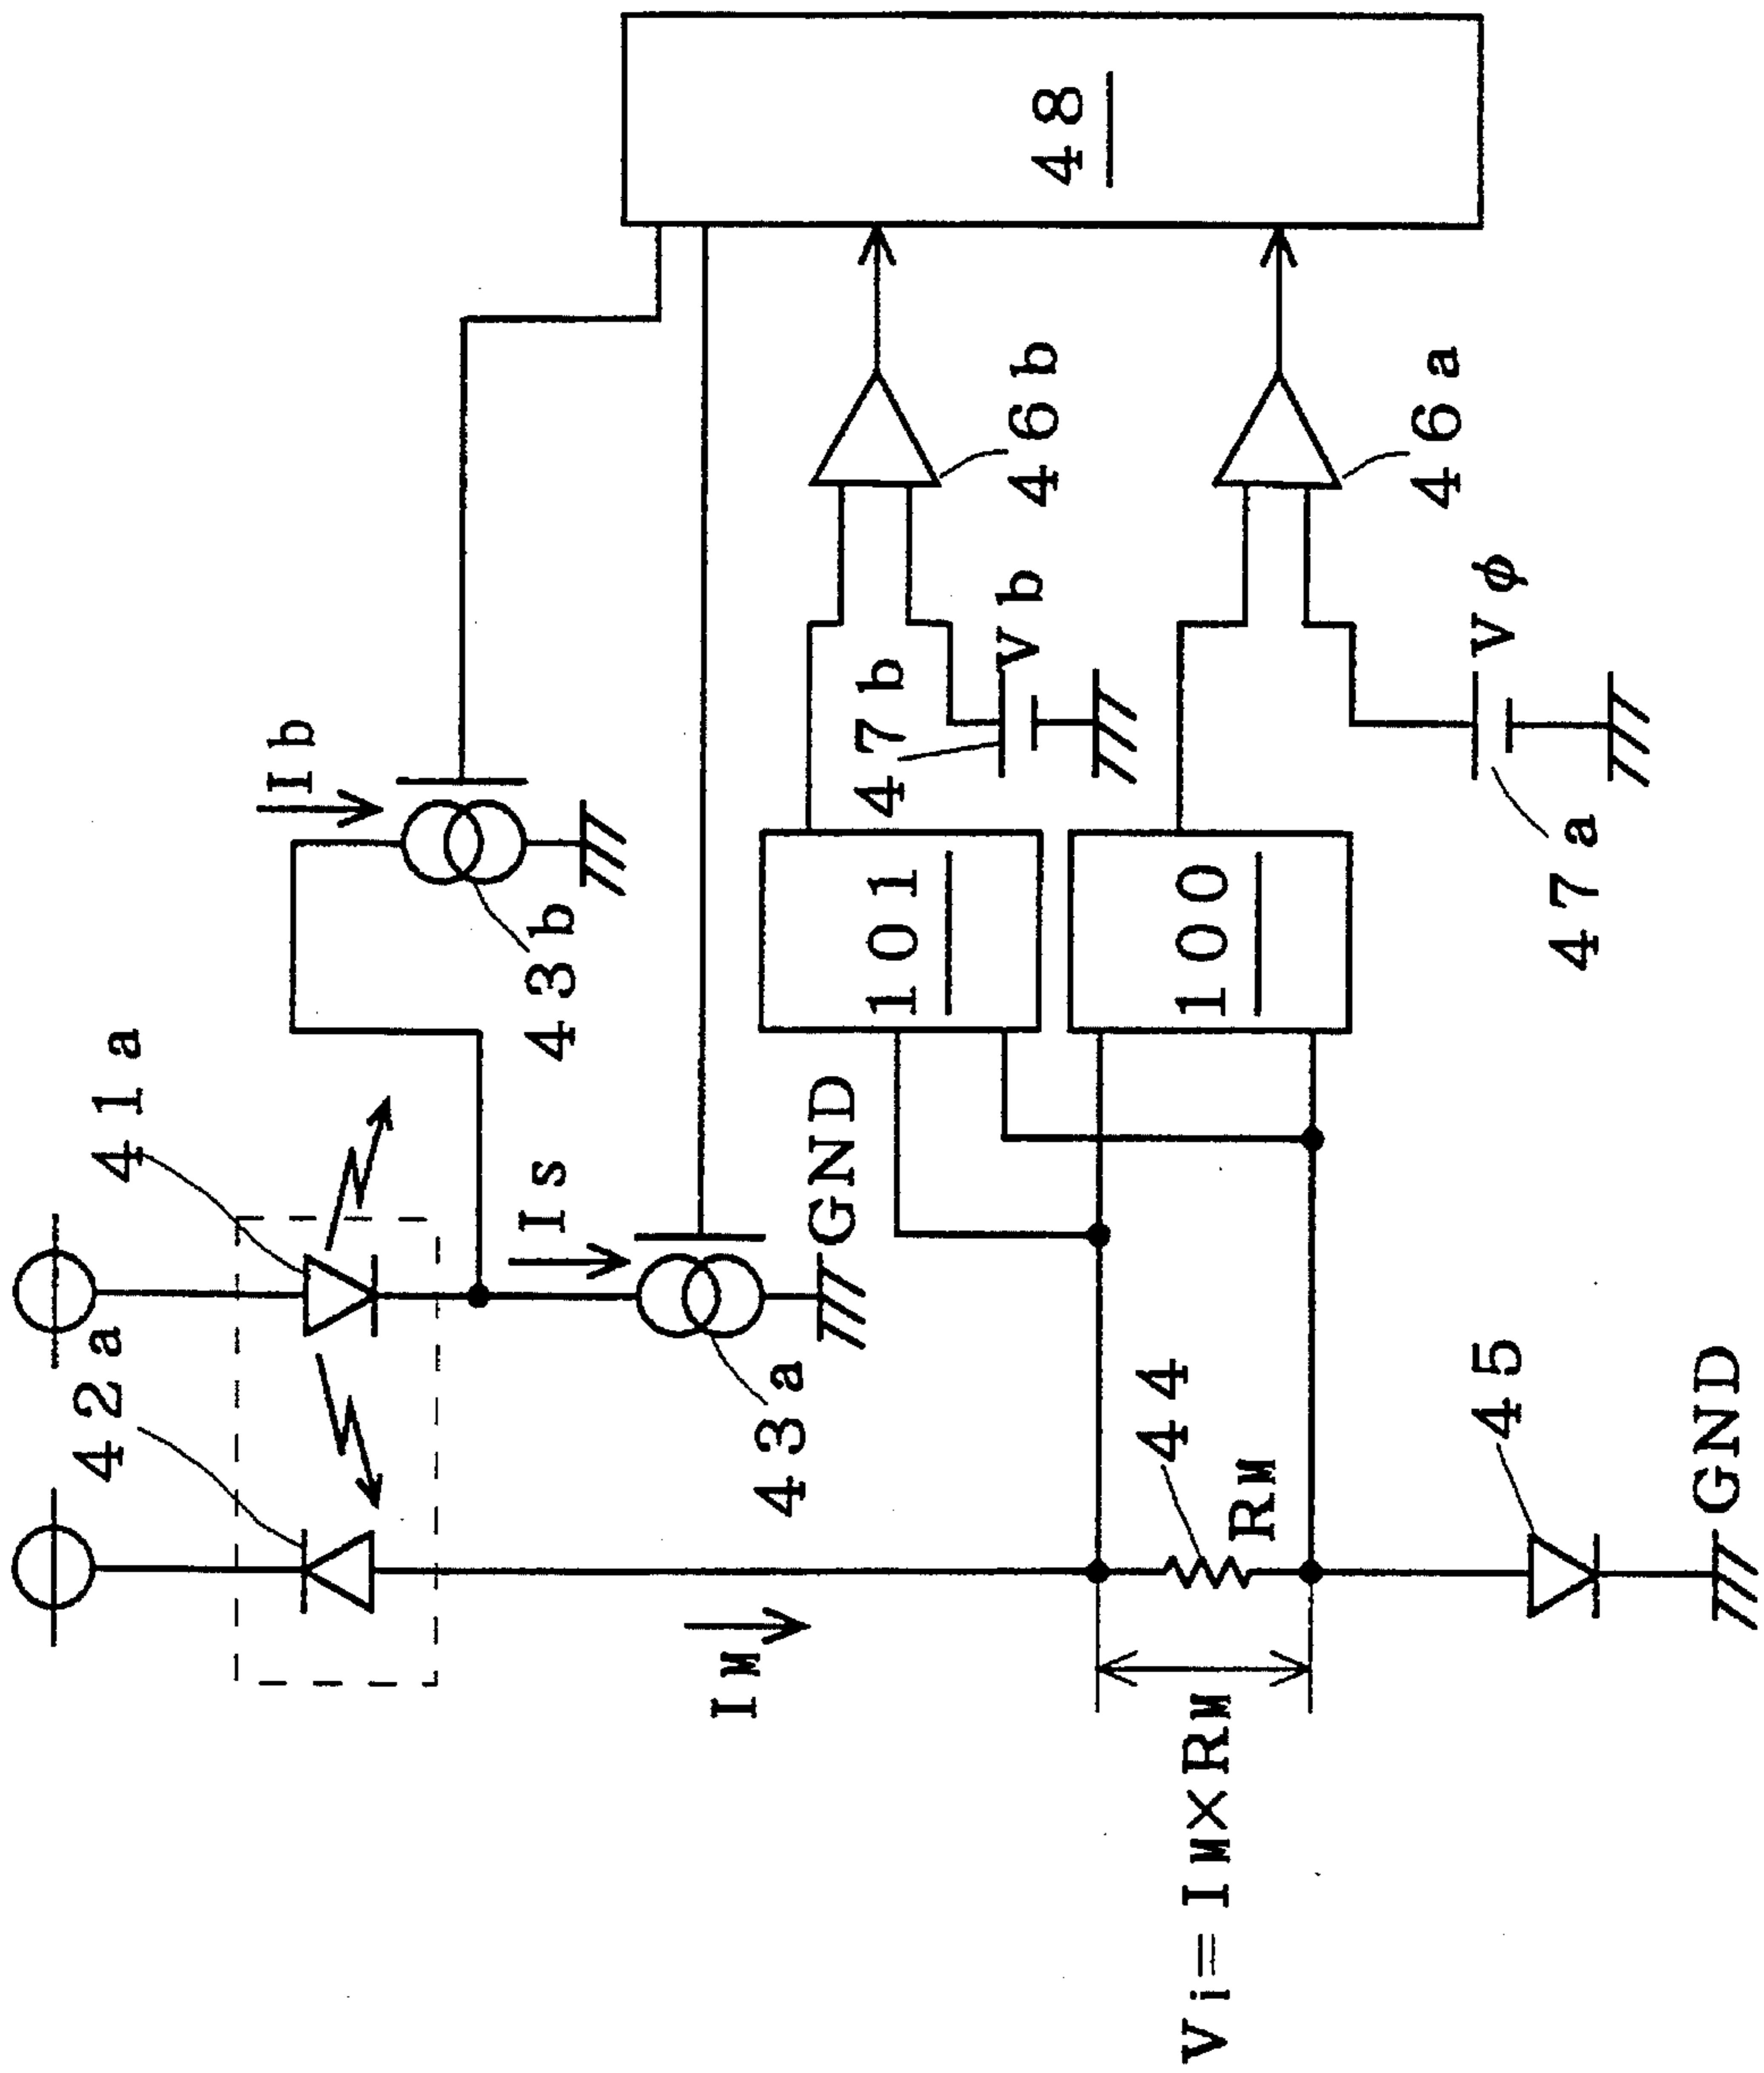 48
Ib
46b
46a
Vb
Vφ
47b
47a
43b
101
100
41a
Is
GND
42a
43a
44
RM
45
GND
IM
Vi=IM×RM